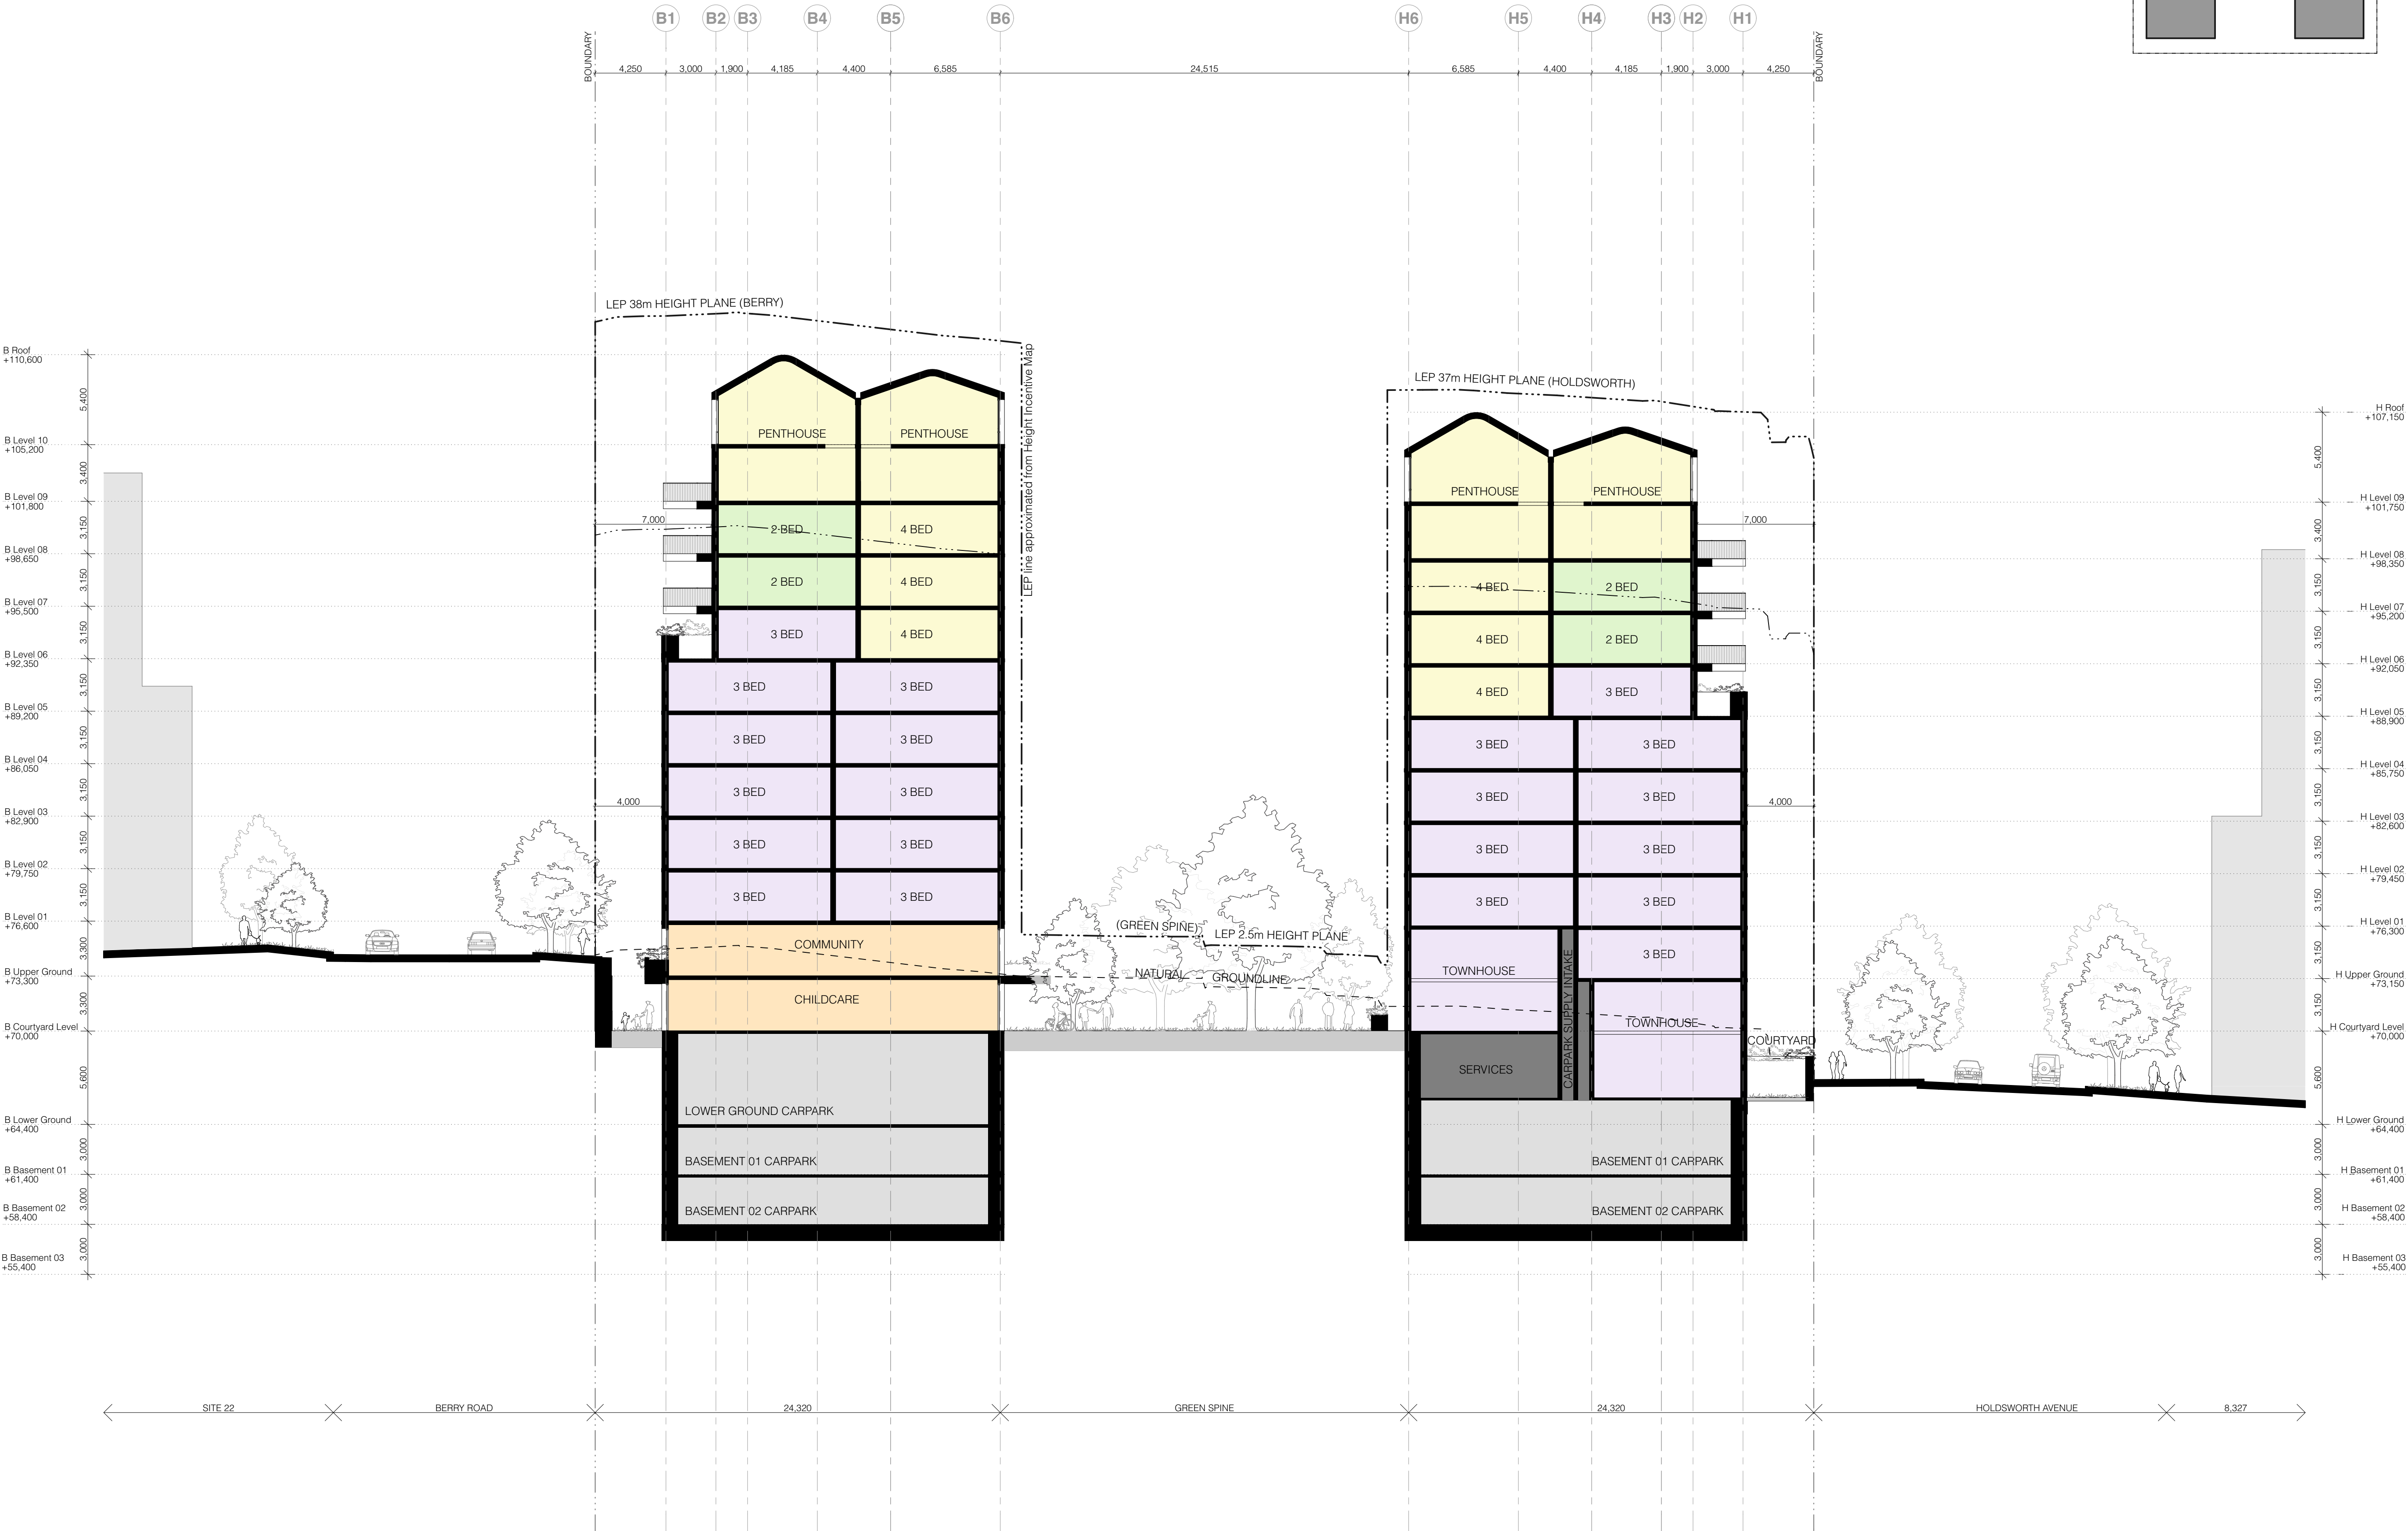 B1 B2 B3 B4 B5 B6 H6 H5 H4 H3 H2 H1
BOUNDARY
BOUNDARY
4,250 3,000 1,900 4,185 4,400 6,585 24,515 6,585 4,400 4,185 1,900 3,000 4,250
LEP 38m HEIGHT PLANE (BERRY)
LEP line approximated from Height Incentive Map
LEP 37m HEIGHT PLANE (HOLDSWORTH)
B Roof
+110,600
5,400
B Level 10
+105,200
3,400
B Level 09
+101,800
3,150
B Level 08
+98,650
3,150
B Level 07
+95,500
3,150
B Level 06
+92,350
3,150
B Level 05
+89,200
3,150
B Level 04
+86,050
3,150
B Level 03
+82,900
3,150
B Level 02
+79,750
3,150
B Level 01
+76,600
3,300
B Upper Ground
+73,300
3,300
B Courtyard Level
+70,000
5,600
B Lower Ground
+64,400
3,000
B Basement 01
+61,400
3,000
B Basement 02
+58,400
3,000
B Basement 03
+55,400
PENTHOUSE PENTHOUSE
7,000
2 BED 4 BED
2 BED 4 BED
3 BED 4 BED
3 BED 3 BED
3 BED 3 BED
3 BED 3 BED
4,000
3 BED 3 BED
3 BED 3 BED
COMMUNITY
CHILDCARE
LOWER GROUND CARPARK
BASEMENT 01 CARPARK
BASEMENT 02 CARPARK
(GREEN SPINE)
LEP 2.5m HEIGHT PLANE
NATURAL GROUNDLINE
PENTHOUSE PENTHOUSE
7,000
4 BED 2 BED
4 BED 2 BED
4 BED 3 BED
3 BED 3 BED
3 BED 3 BED
4,000
3 BED 3 BED
3 BED 3 BED
3 BED
TOWNHOUSE
CARPARK SUPPLY INTAKE
TOWNHOUSE
COURTYARD
SERVICES
BASEMENT 01 CARPARK
BASEMENT 02 CARPARK
H Roof
+107,150
5,400
H Level 09
+101,750
3,400
H Level 08
+98,350
3,150
H Level 07
+95,200
3,150
H Level 06
+92,050
3,150
H Level 05
+88,900
3,150
H Level 04
+85,750
3,150
H Level 03
+82,600
3,150
H Level 02
+79,450
3,150
H Level 01
+76,300
3,150
H Upper Ground
+73,150
3,150
H Courtyard Level
+70,000
5,600
H Lower Ground
+64,400
3,000
H Basement 01
+61,400
3,000
H Basement 02
+58,400
3,000
H Basement 03
+55,400
SITE 22 BERRY ROAD 24,320 GREEN SPINE 24,320 HOLDSWORTH AVENUE 8,327